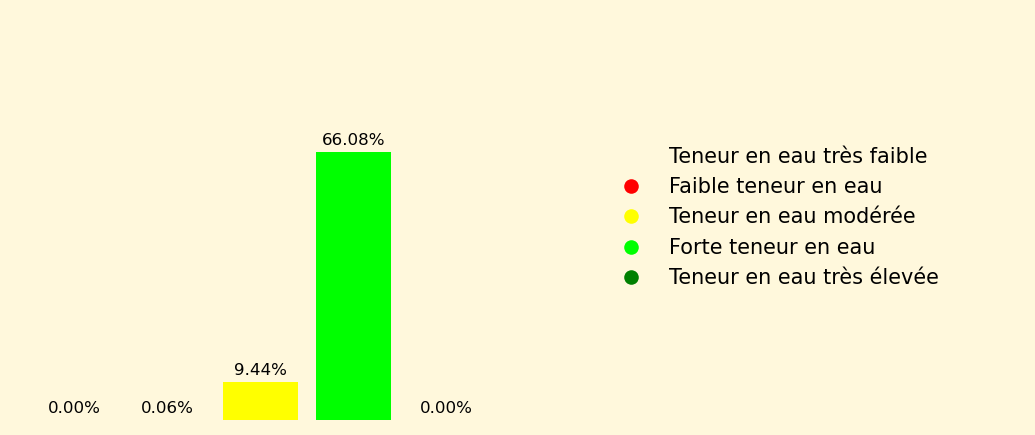 66.08%
9.44%
0.00%
0.06%
0.00%
Teneur en eau très faible
Faible teneur en eau
Teneur en eau modérée
Forte teneur en eau
Teneur en eau très élevée